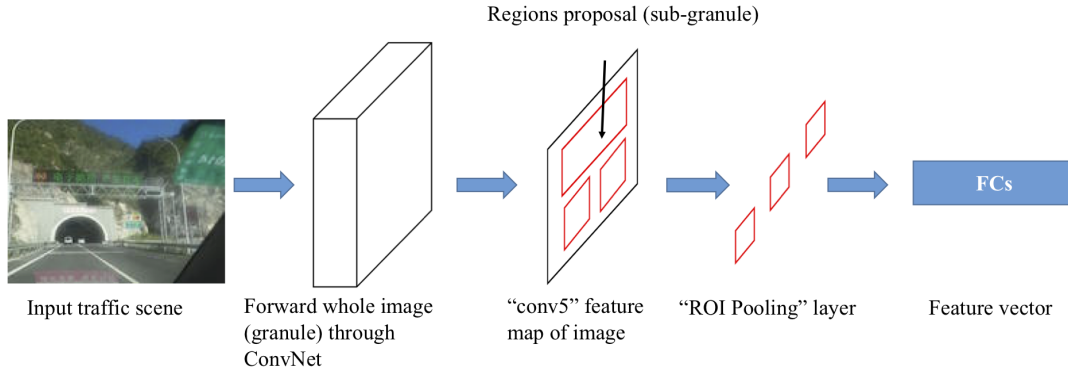 Regions proposal (sub-granule)
FCs
Input traffic scene
Forward whole image
(granule) through
ConvNet
“conv5” feature
map of image
“ROI Pooling” layer
Feature vector